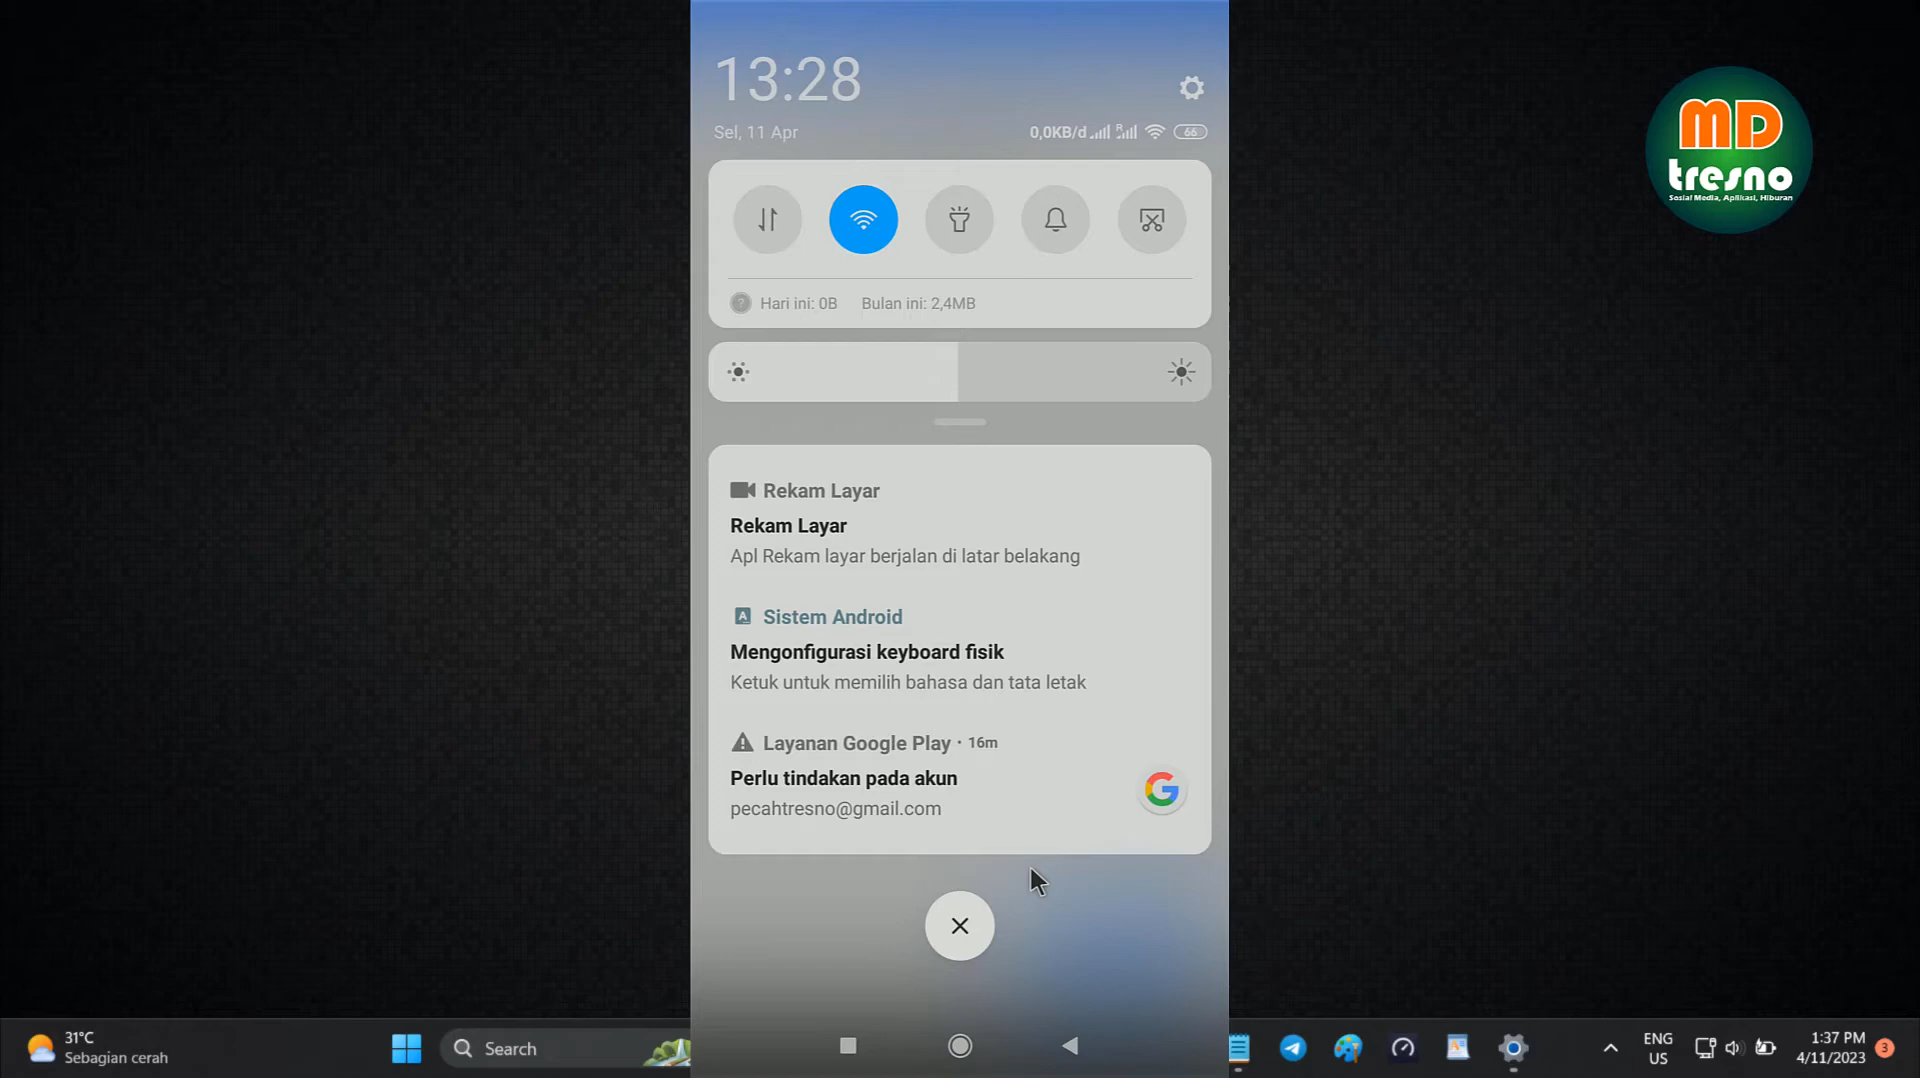 13:28
Sel, 11 Apr
0,0KB/d
R
66
Hari ini: 0B Bulan ini: 2,4MB
Rekam Layar
Rekam Layar
Apl Rekam layar berjalan di latar belakang
Sistem Android
Mengonfigurasi keyboard fisik
Ketuk untuk memilih bahasa dan tata letak
Layanan Google Play · 16m
Perlu tindakan pada akun
pecahtresno@gmail.com
MD
tresno
Sosial Media, Aplikasi, Hiburan
31°C
Sebagian cerah
Search
ENG
US
1:37 PM
4/11/2023
3